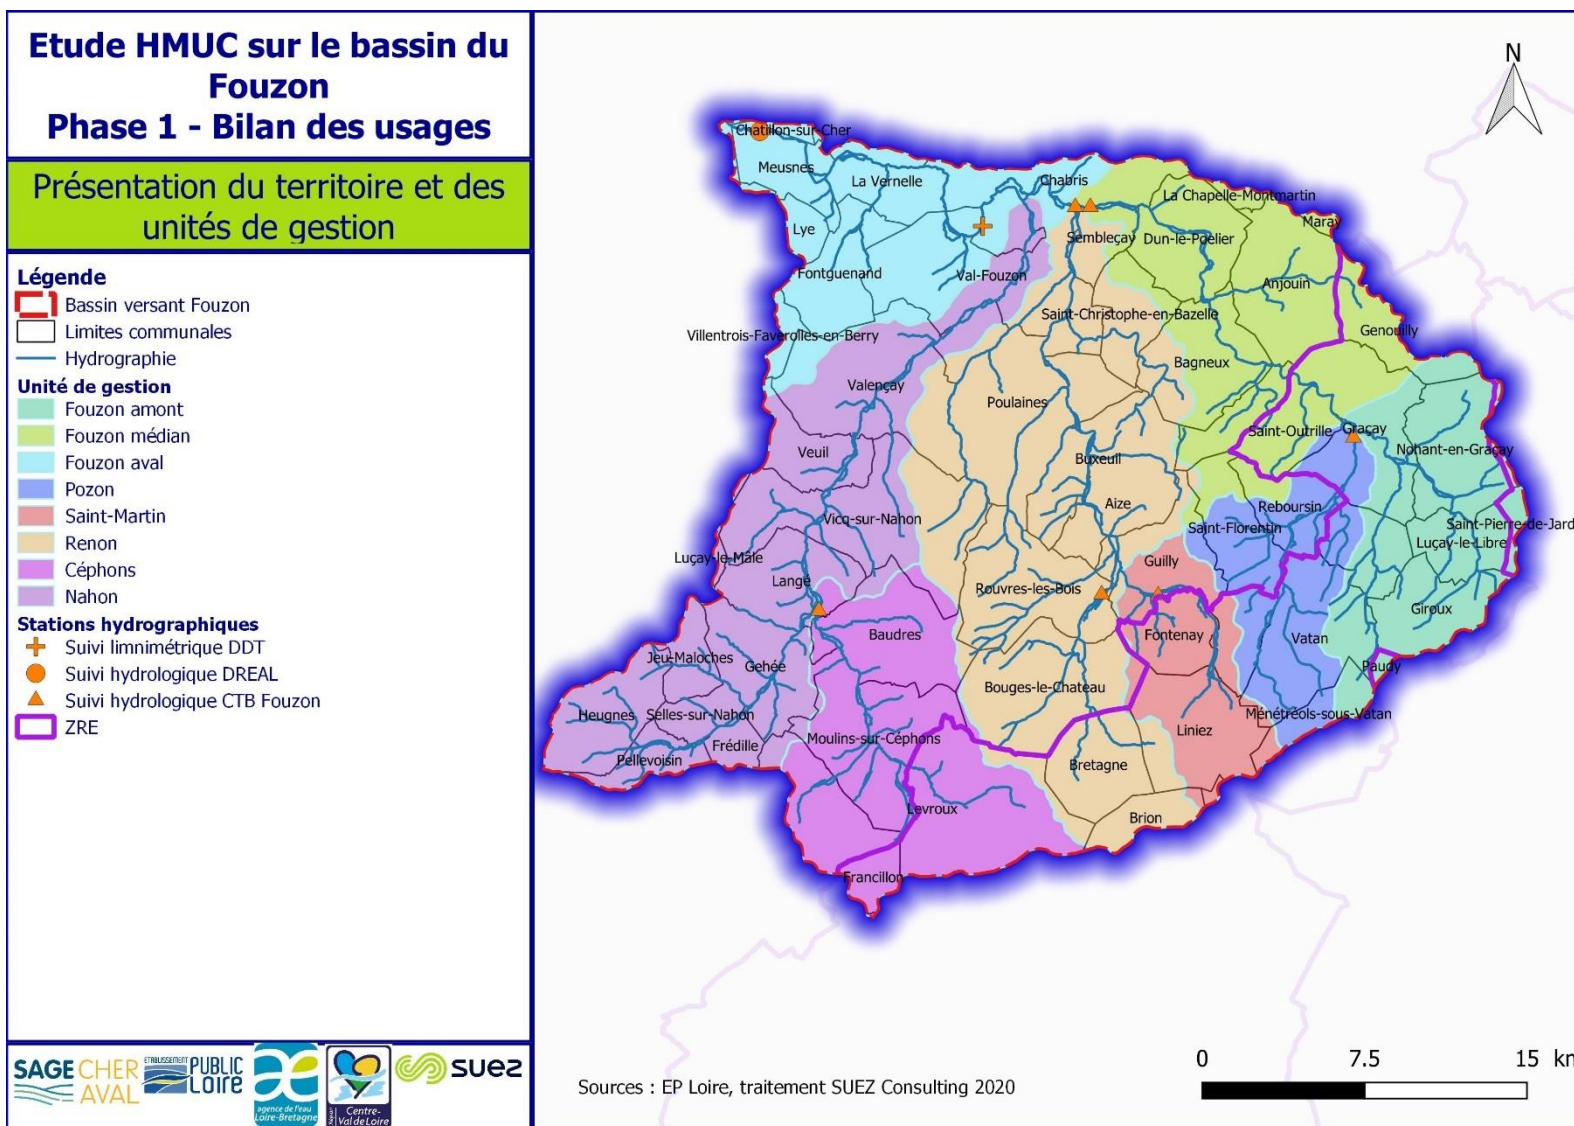 Etude HMUC sur le bassin du
Fouzon
Phase 1 - Bilan des usages
Présentation du territoire et des
unités de gestion
Légende
Bassin versant Fouzon
Limites communales
Hydrographie
Unité de gestion
Fouzon amont
Fouzon médian
Fouzon aval
Pozon
Saint-Martin
Renon
Céphons
Nahon
Stations hydrographiques
Suivi limnimétrique DDT
Suivi hydrologique DREAL
Suivi hydrologique CTB Fouzon
ZRE
N
Chatillon-sur-Cher
Meusnes
La Vernelle
Chabris
La Chapelle-Montmartin
Maray
Lye
Sembleçay
Dun-le-Poëlier
Fontguenand
Val-Fouzon
Anjouin
Saint-Christophe-en-Bazelle
Genouilly
Villentrois-Faverolles-en-Berry
Bagneux
Valençay
Poulaines
Saint-Outrille
Graçay
Nohant-en-Graçay
Veuil
Buxeuil
Aize
Reboursin
Vicq-sur-Nahon
Saint-Florentin
Saint-Pierre-de-Jard
Luçay-le-Libre
Luçay-le-Mâle
Guilly
Langé
Rouvres-les-Bois
Giroux
Baudres
Fontenay
Vatan
Jeu-Maloches
Gehée
Paudy
Bouges-le-Chateau
Heugnes
Selles-sur-Nahon
Ménétréols-sous-Vatan
Moulins-sur-Céphons
Liniez
Frédille
Pellevoisin
Bretagne
Levroux
Brion
Francillon
0 7.5 15 km
Sources : EP Loire, traitement SUEZ Consulting 2020
SAGE CHER
AVAL
ETABLISSEMENT
PUBLIC
LOIRE
agence de l'eau
Loire-Bretagne
Centre-
Val de Loire
suez